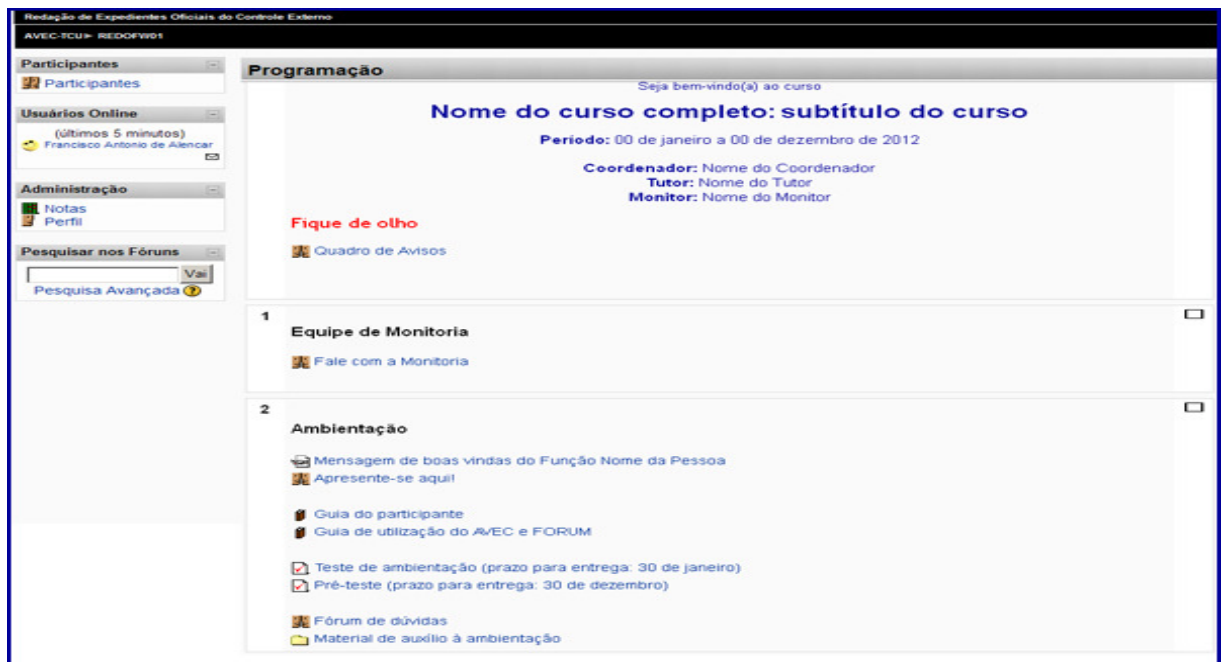 Redação de Expedientes Oficiais do Controle Externo
AVEC-TCU► REDOFW01
Participantes
Participantes
Usuários Online
(últimos 5 minutos)
Francisco Antonio de Alencar
Administração
Notas
Perfil
Pesquisar nos Fóruns
Vai
Pesquisa Avançada ?
Programação
Seja bem-vindo(a) ao curso
Nome do curso completo: subtítulo do curso
Período: 00 de janeiro a 00 de dezembro de 2012
Coordenador: Nome do Coordenador
Tutor: Nome do Tutor
Monitor: Nome do Monitor
Fique de olho
Quadro de Avisos
1
Equipe de Monitoria
Fale com a Monitoria
2
Ambientação
Mensagem de boas vindas do Função Nome da Pessoa
Apresente-se aqui!
Guia do participante
Guia de utilização do AVEC e FORUM
Teste de ambientação (prazo para entrega: 30 de janeiro)
Pré-teste (prazo para entrega: 30 de dezembro)
Fórum de dúvidas
Material de auxílio à ambientação